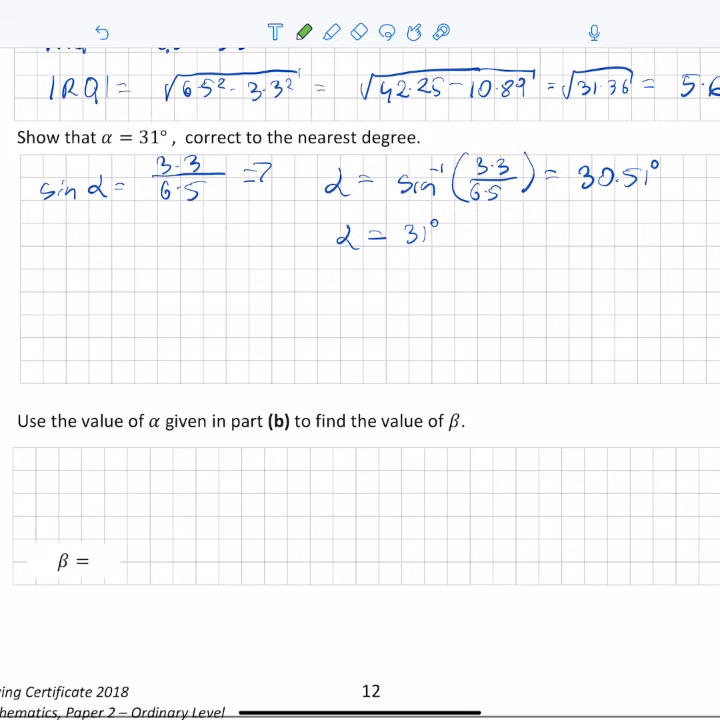 |RQ| = √6·5² - 3·3² = √42·25 - 10·89 = √31·36 = 5·6
Show that α = 31°, correct to the nearest degree.
sin α = 3·3/6·5 => α = sin⁻¹(3·3/6·5) = 30.51°
α = 31°
Use the value of α given in part (b) to find the value of β.
β =
ving Certificate 2018
12
thematics, Paper 2 – Ordinary Level